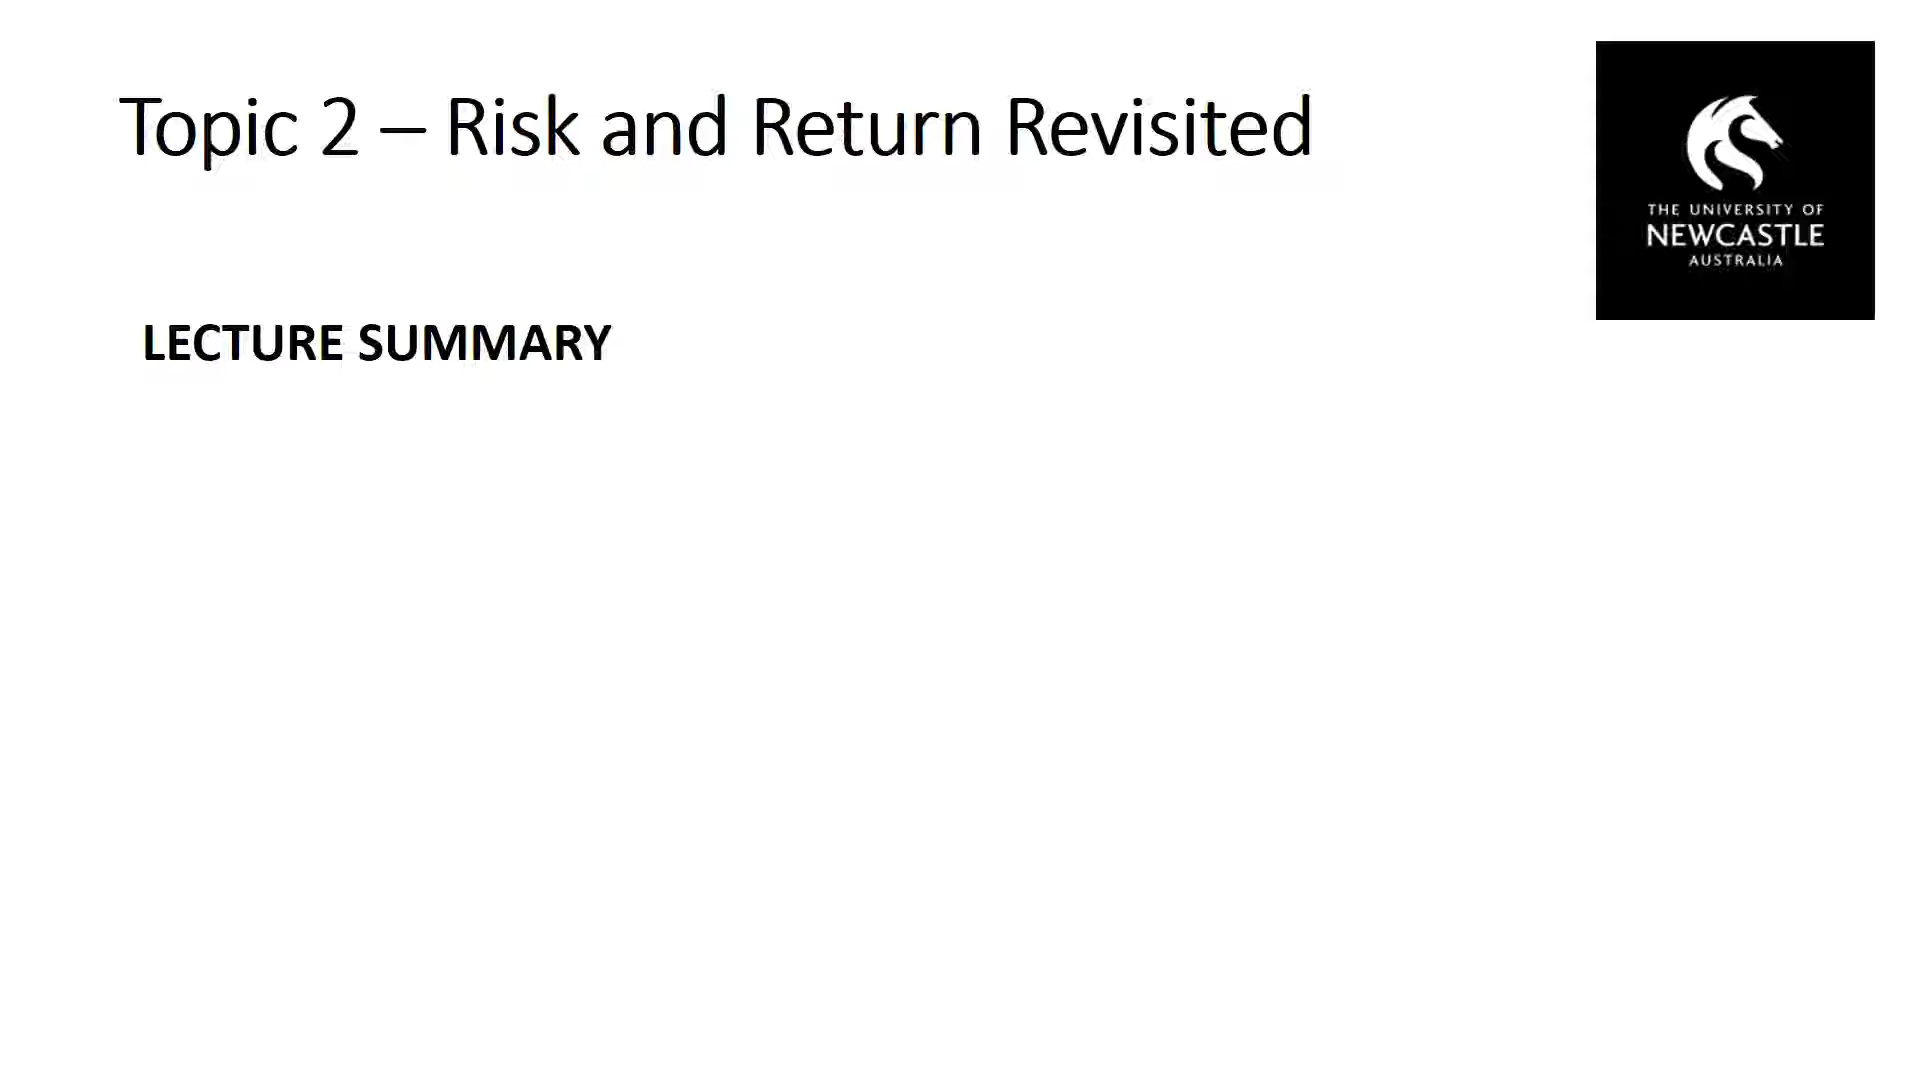 Topic 2 – Risk and Return Revisited
THE UNIVERSITY OF
NEWCASTLE
AUSTRALIA
LECTURE SUMMARY